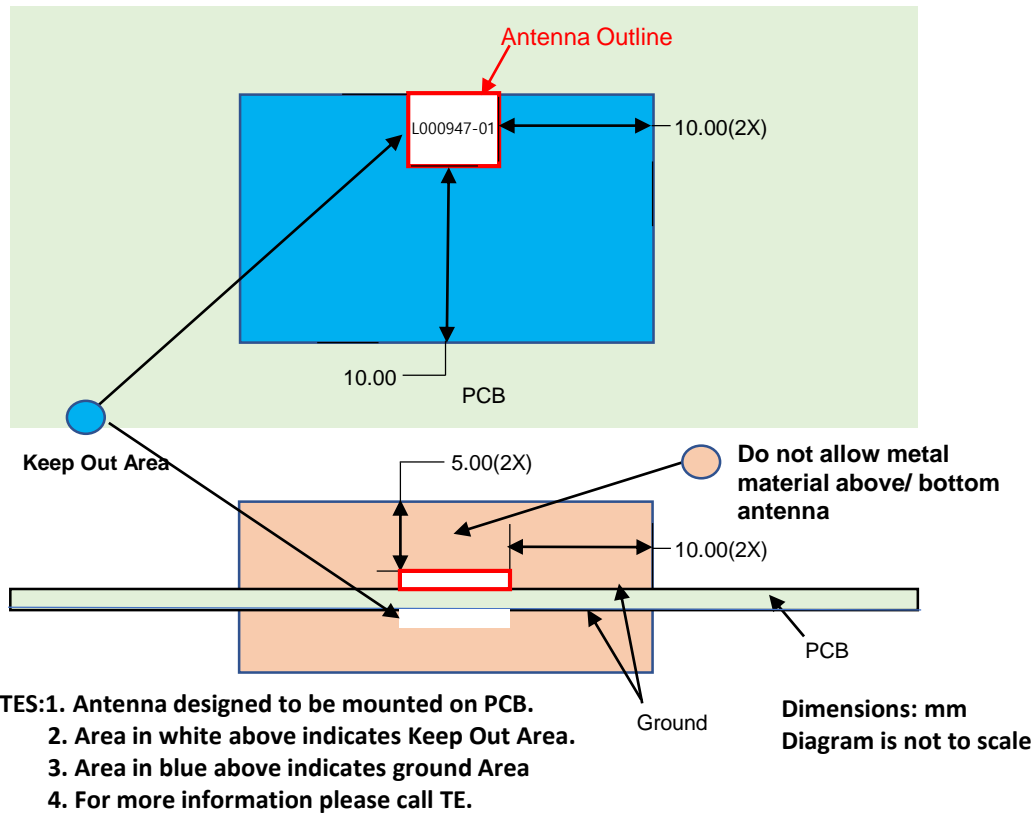 Antenna Outline
L000947-01
10.00(2X)
10.00
PCB
Keep Out Area
5.00(2X)
Do not allow metal
material above/ bottom
antenna
10.00(2X)
PCB
Ground
TES:1. Antenna designed to be mounted on PCB.
2. Area in white above indicates Keep Out Area.
3. Area in blue above indicates ground Area
4. For more information please call TE.
Dimensions: mm
Diagram is not to scale